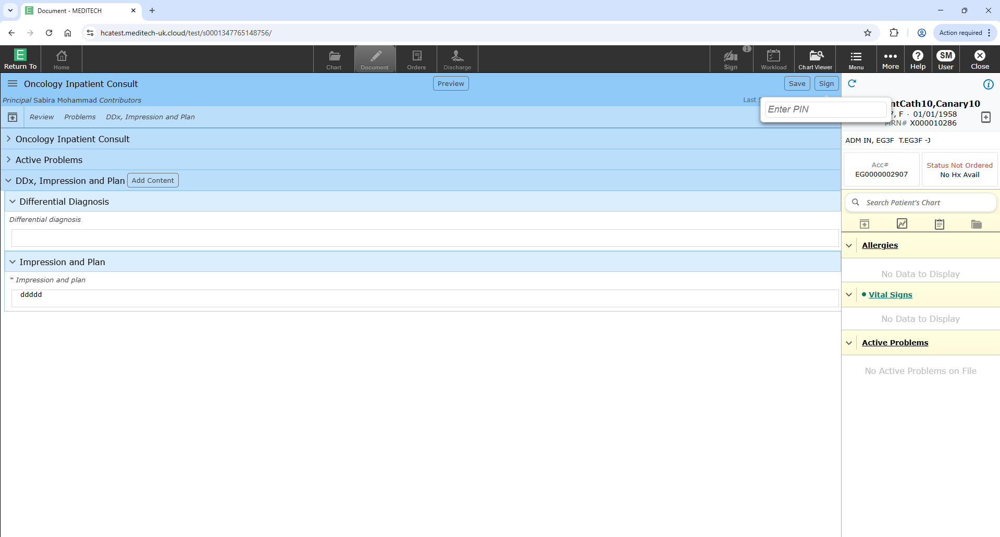 Document - MEDITECH
hcatest.meditech-uk.cloud/test/s0001347765148756/
Action required
Return To
Home
Chart
Document
Orders
Discharge
Sign
1
Workload
Chart Viewer
Menu
More
Help
SM
User
Close
Oncology Inpatient Consult
Preview
Save
Sign
Principal Sabira Mohammad Contributors
Last
Enter PIN
Review
Problems
DDx, Impression and Plan
Oncology Inpatient Consult
Active Problems
DDx, Impression and Plan
Add Content
Differential Diagnosis
Differential diagnosis
Impression and Plan
* Impression and plan
ddddd
ntCath10,Canary10
7, F · 01/01/1958
MRN# X000010286
ADM IN, EG3F T.EG3F -J
Acc#
EG0000002907
Status Not Ordered
No Hx Avail
Search Patient's Chart
Allergies
No Data to Display
Vital Signs
No Data to Display
Active Problems
No Active Problems on File